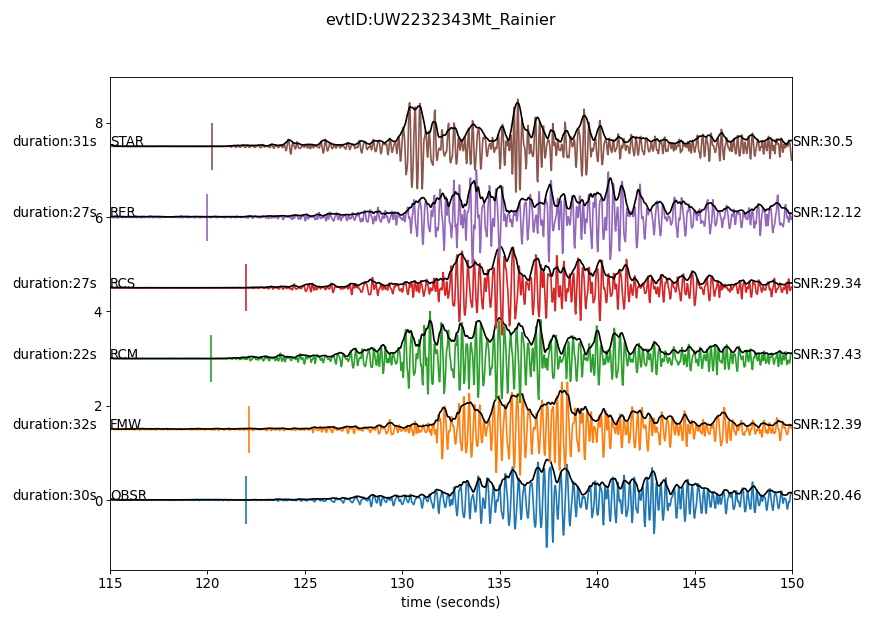 evtID:UW2232343Mt_Rainier
8
duration:31s STAR SNR:30.5
duration:27s RER SNR:12.12
6
duration:27s RCS SNR:29.34
4
duration:22s RCM SNR:37.43
2
duration:32s FMW SNR:12.39
duration:30s OBSR SNR:20.46
0
115 120 125 130 135 140 145 150
time (seconds)